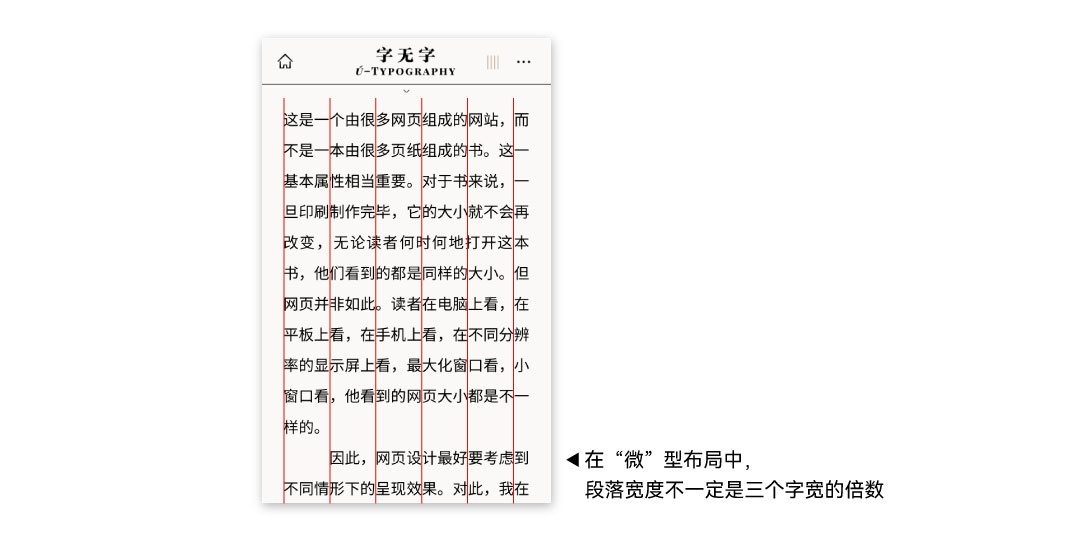 字无字
Ú-TYPOGRAPHY
这是一个由很多网页组成的网站，而
不是一本由很多页纸组成的书。这一
基本属性相当重要。对于书来说，一
旦印刷制作完毕，它的大小就不会再
改变，无论读者何时何地打开这本
书，他们看到的都是同样的大小。但
网页并非如此。读者在电脑上看，在
平板上看，在手机上看，在不同分辨
率的显示屏上看，最大化窗口看，小
窗口看，他看到的网页大小都是不一
样的。
因此，网页设计最好要考虑到
不同情形下的呈现效果。对此，我在
◀在“微”型布局中，
段落宽度不一定是三个字宽的倍数